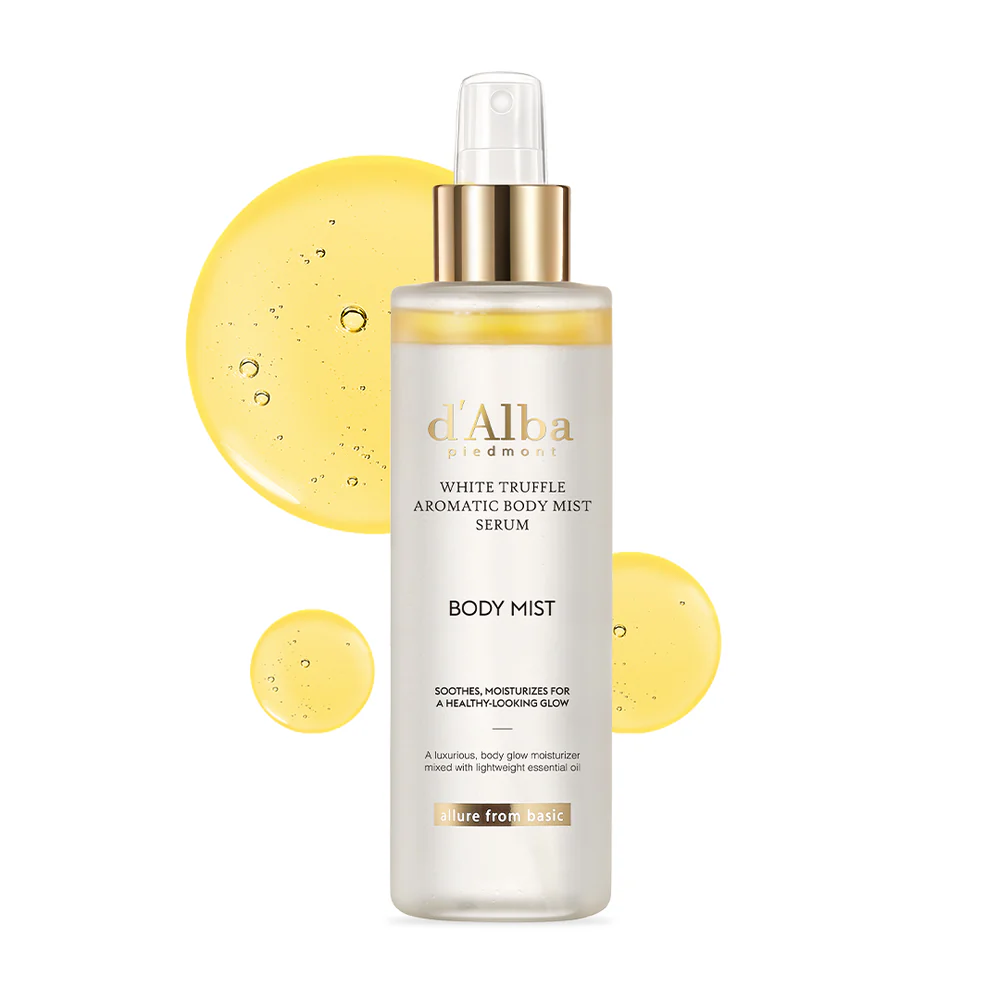 d'Alba
piedmont
WHITE TRUFFLE
AROMATIC BODY MIST
SERUM
BODY MIST
SOOTHES, MOISTURIZES FOR
A HEALTHY-LOOKING GLOW
A luxurious, body glow moisturizer
mixed with lightweight essential oil
allure from basic